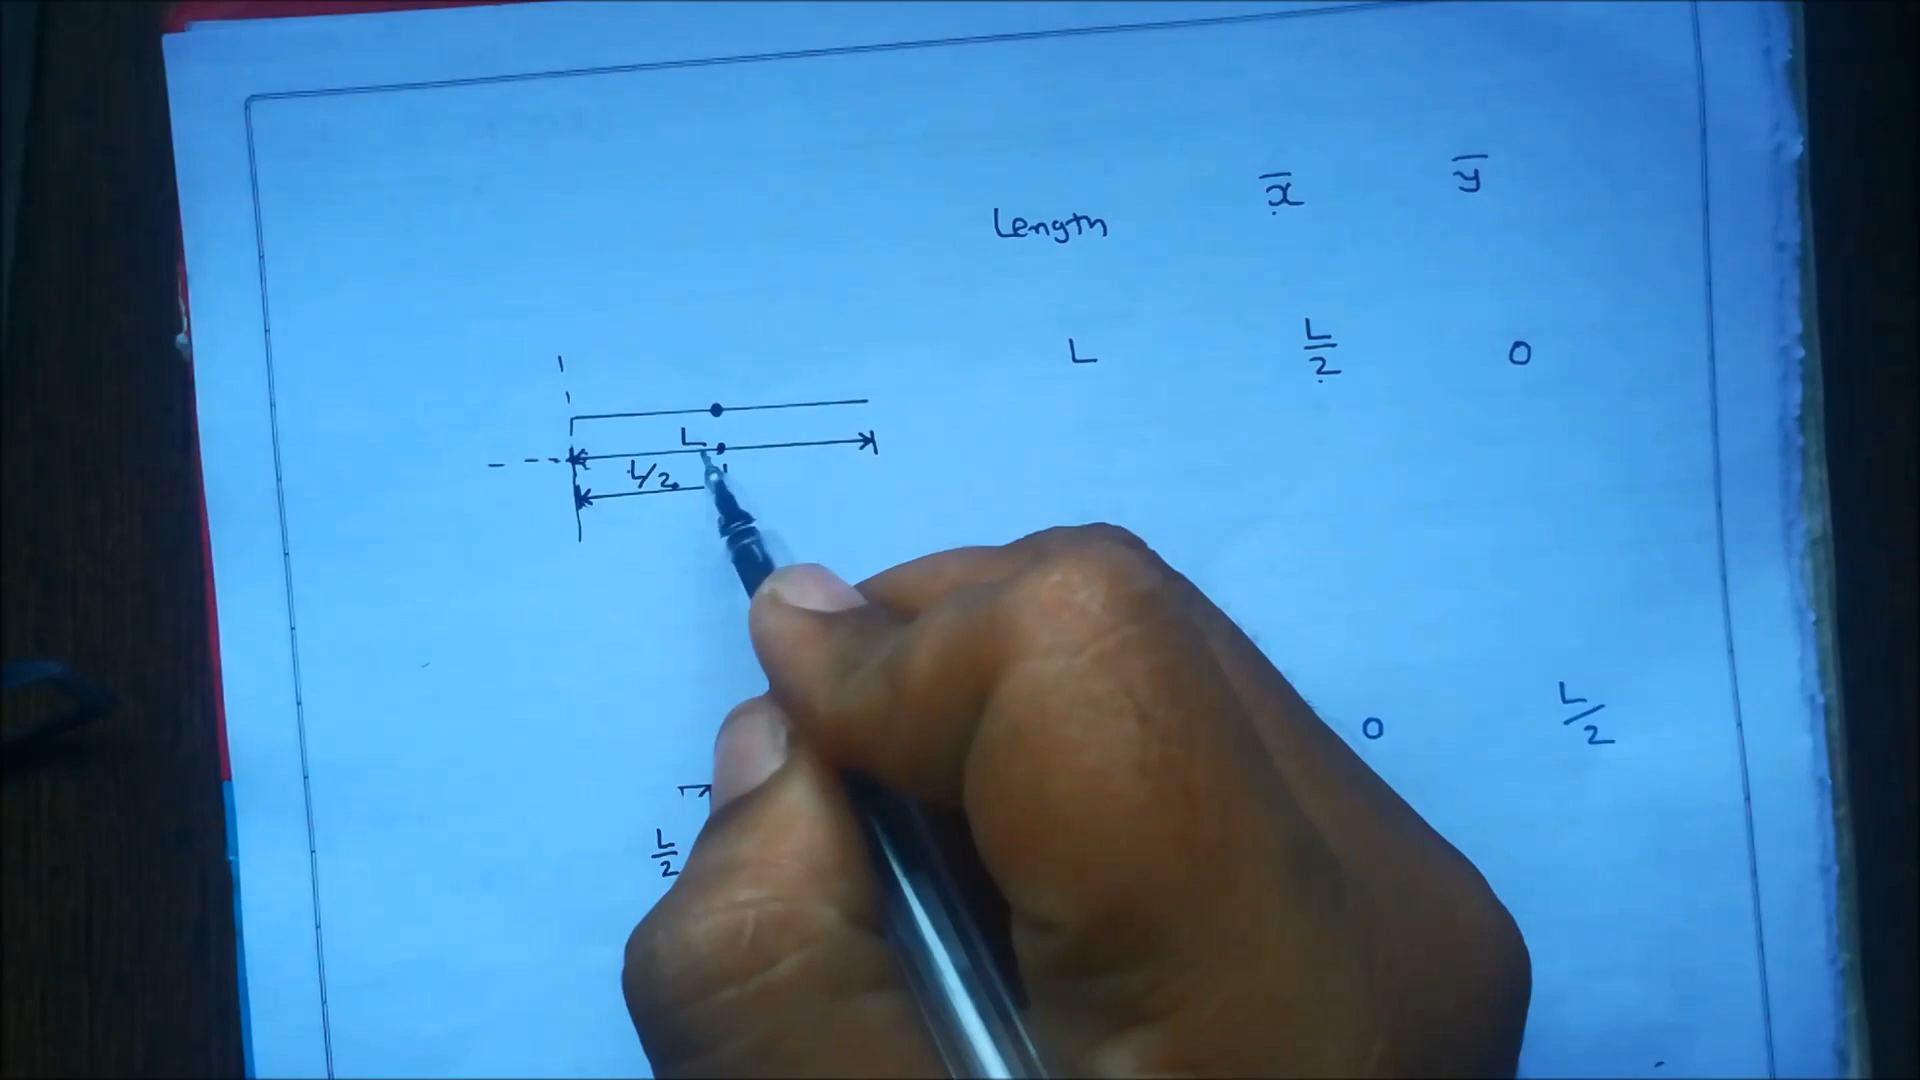 Length x̄ ȳ
L L/2 0
L
L/2
0 L/2
L/2